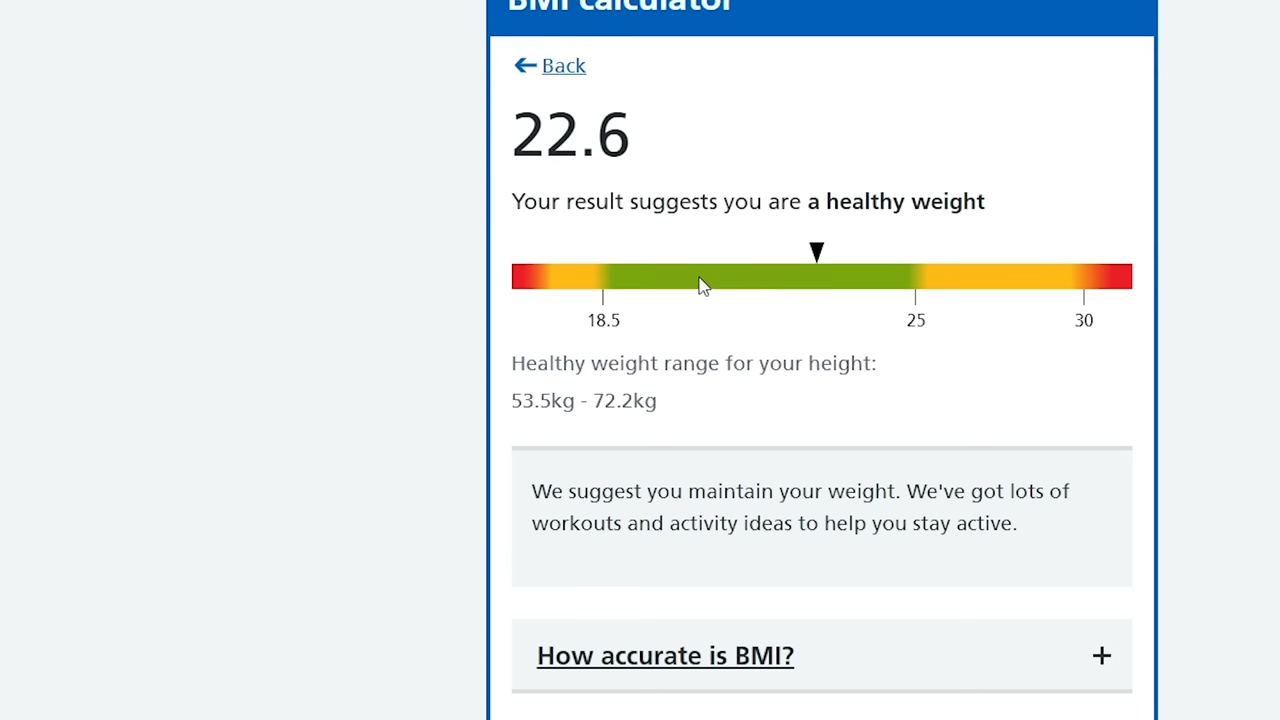 BMI calculator
Back
22.6
Your result suggests you are a healthy weight
18.5 25 30
Healthy weight range for your height:
53.5kg - 72.2kg
We suggest you maintain your weight. We've got lots of
workouts and activity ideas to help you stay active.
How accurate is BMI?
+